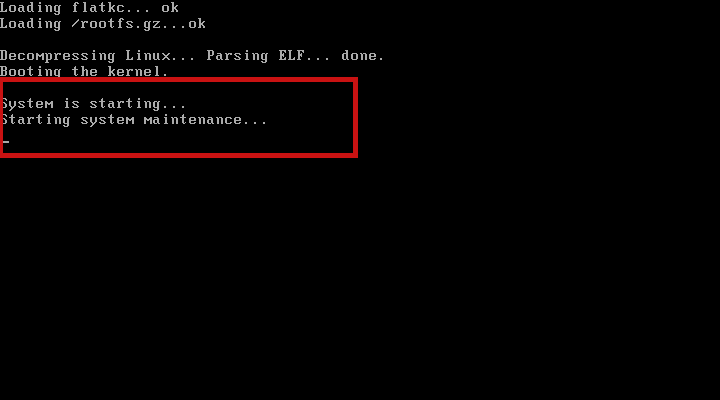 Loading flatkc... ok
Loading /rootfs.gz...ok
Decompressing Linux... Parsing ELF... done.
Booting the kernel.
System is starting...
Starting system maintenance...